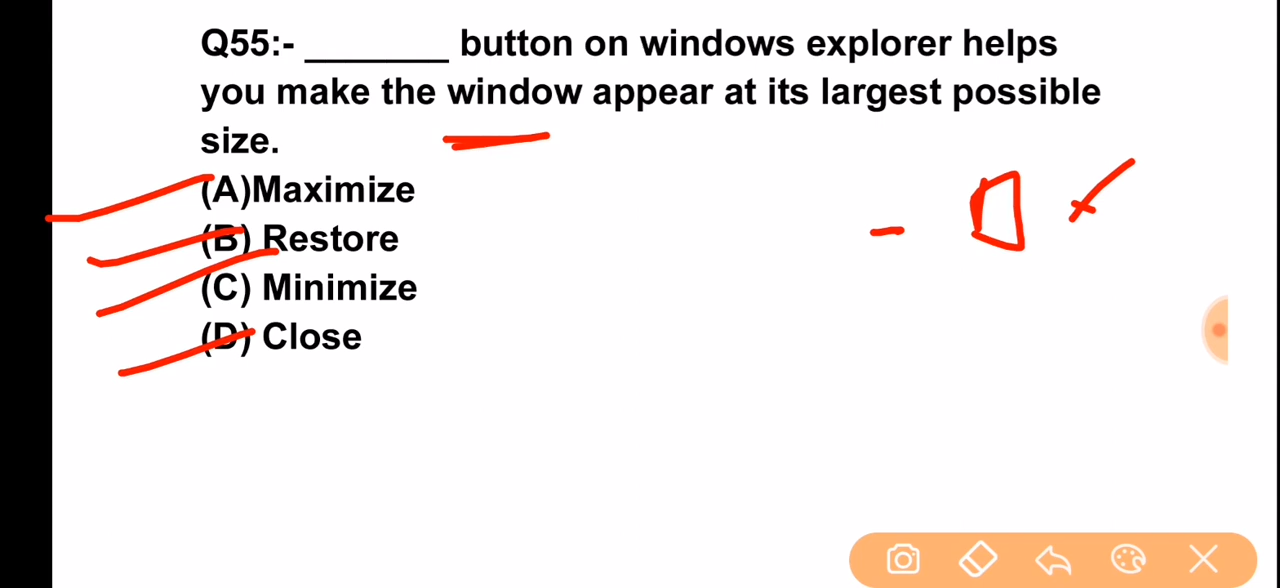 Q55:- _______ button on windows explorer helps
you make the window appear at its largest possible
size.
(A)Maximize
(B) Restore
(C) Minimize
(D) Close